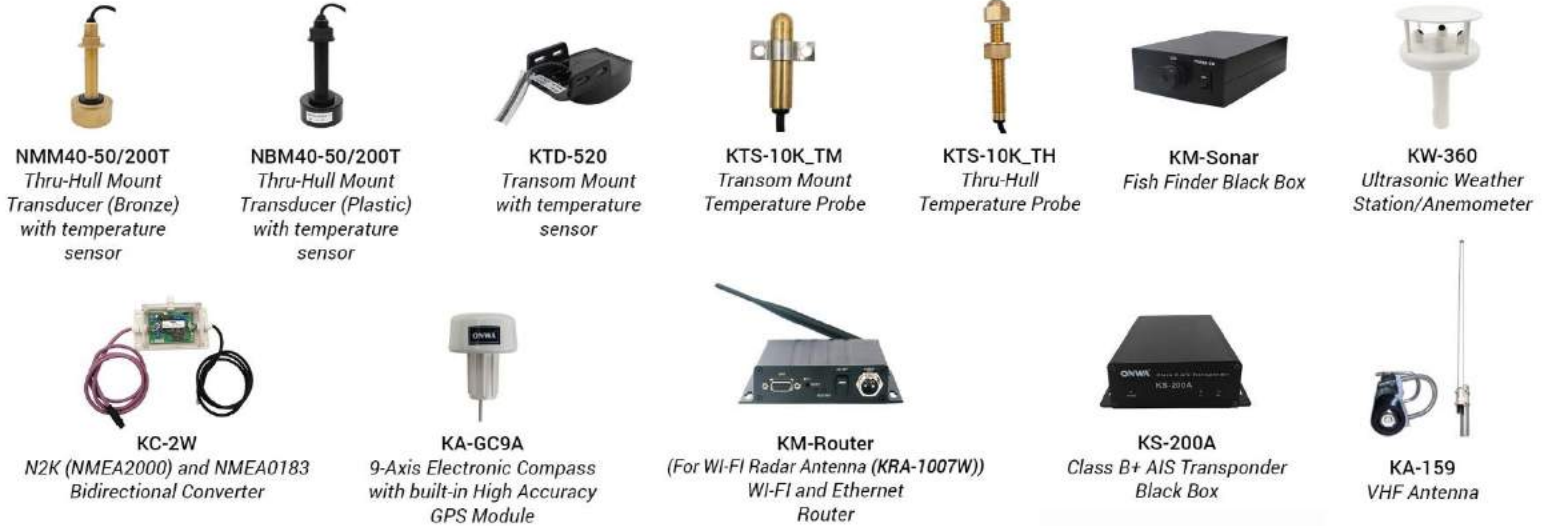 NMM40-50/200T
Thru-Hull Mount
Transducer (Bronze)
with temperature
sensor
NBM40-50/200T
Thru-Hull Mount
Transducer (Plastic)
with temperature
sensor
KTD-520
Transom Mount
with temperature
sensor
KTS-10K_TM
Transom Mount
Temperature Probe
KTS-10K_TH
Thru-Hull
Temperature Probe
KM-Sonar
Fish Finder Black Box
KW-360
Ultrasonic Weather
Station/Anemometer
KC-2W
N2K (NMEA2000) and NMEA0183
Bidirectional Converter
ONWA
KA-GC9A
9-Axis Electronic Compass
with built-in High Accuracy
GPS Module
KM-Router
(For WI-FI Radar Antenna (KRA-1007W))
WI-FI and Ethernet
Router
ONWA Class B AIS Transponder
KS-200A
KS-200A
Class B+ AIS Transponder
Black Box
KA-159
VHF Antenna